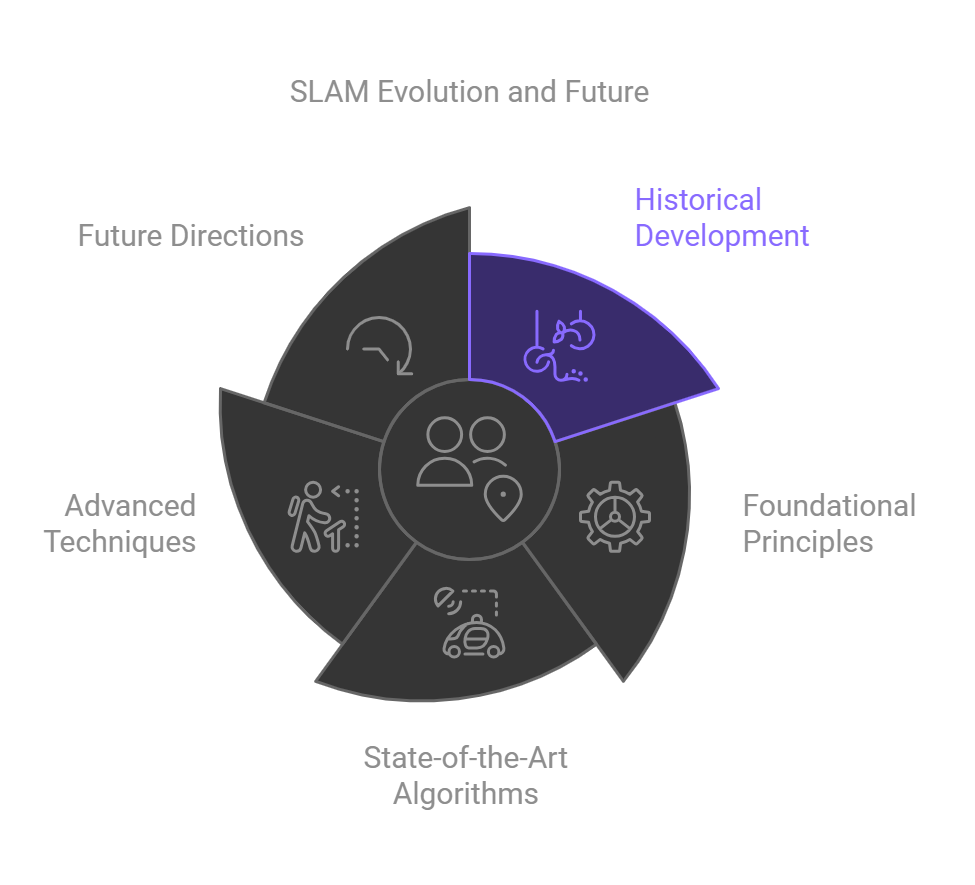 SLAM Evolution and Future
Historical
Development
Future Directions
Foundational
Principles
Advanced
Techniques
State-of-the-Art
Algorithms